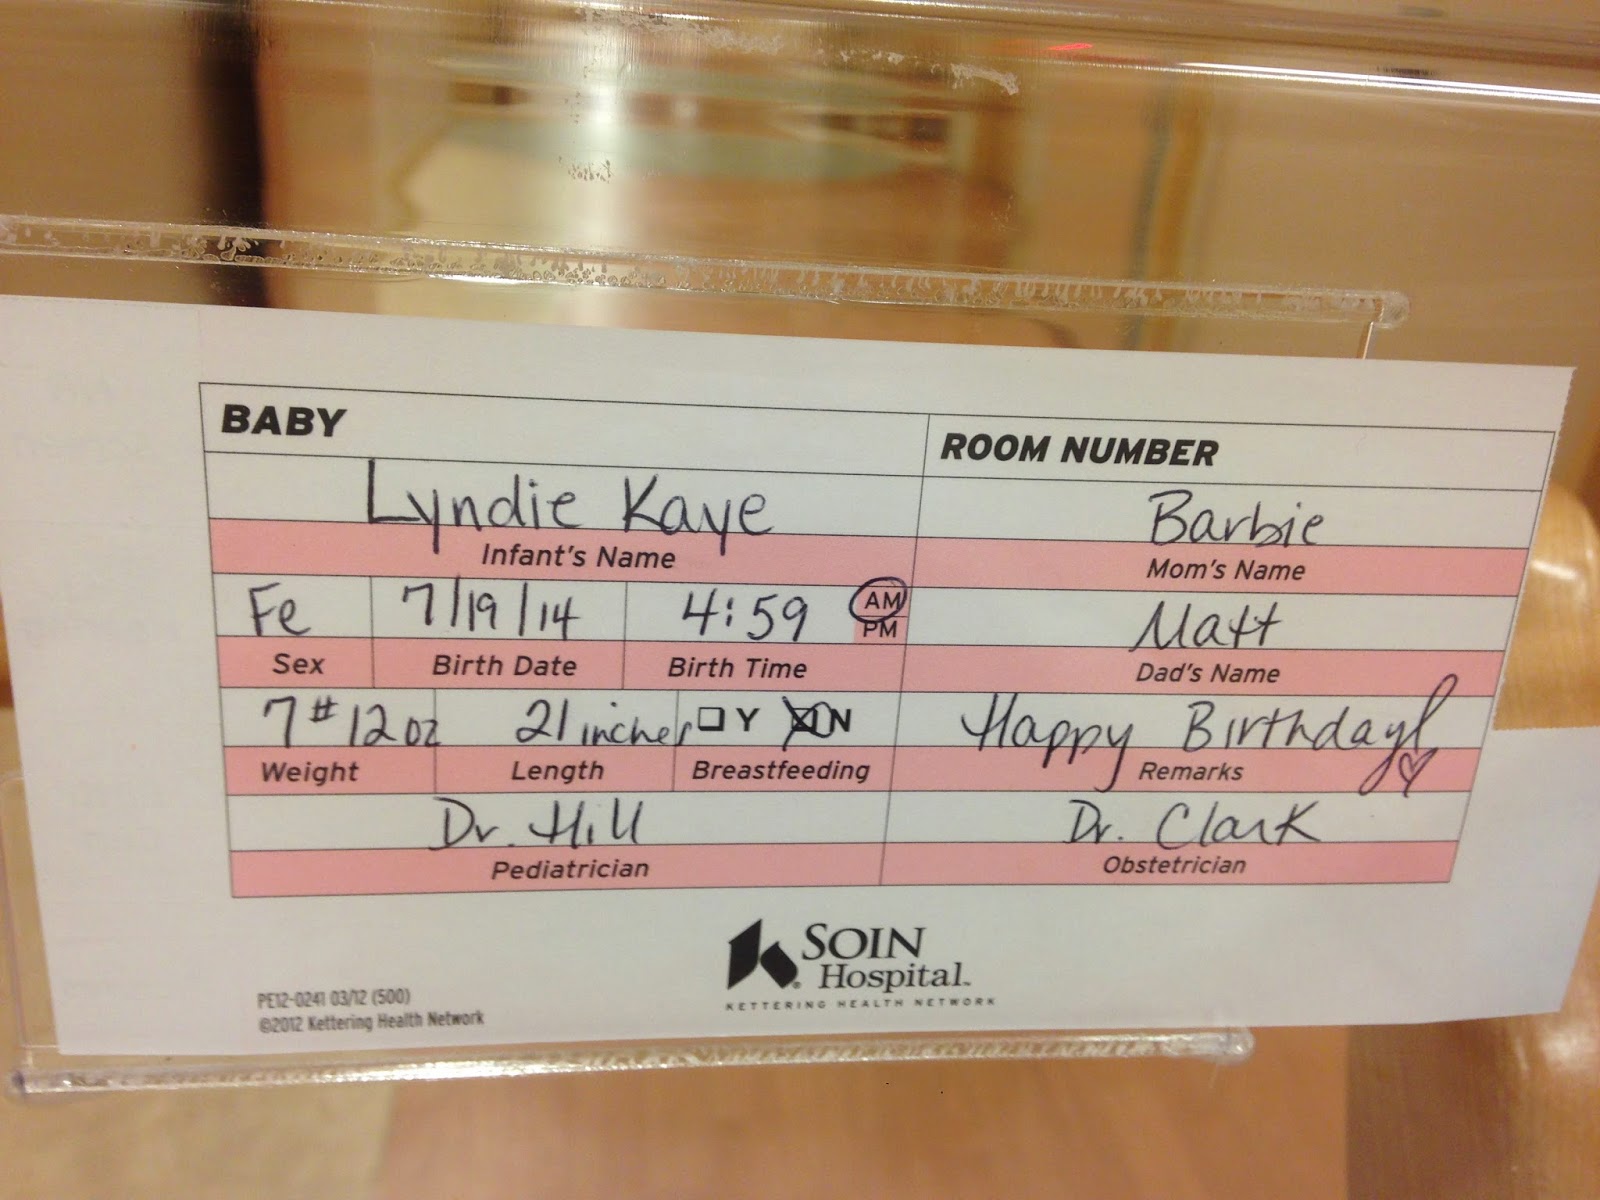 BABY ROOM NUMBER
Lyndie Kaye Barbie
Infant's Name Mom's Name
Fe 7/19/14 4:59 AM PM Matt
Sex Birth Date Birth Time Dad's Name
7# 12oz 21 inches Y N Happy Birthday!
Weight Length Breastfeeding Remarks
Dr. Hill Dr. Clark
Pediatrician Obstetrician
SOIN
Hospital™
KETTERING HEALTH NETWORK
PE12-0241 03/12 (500)
©2012 Kettering Health Network